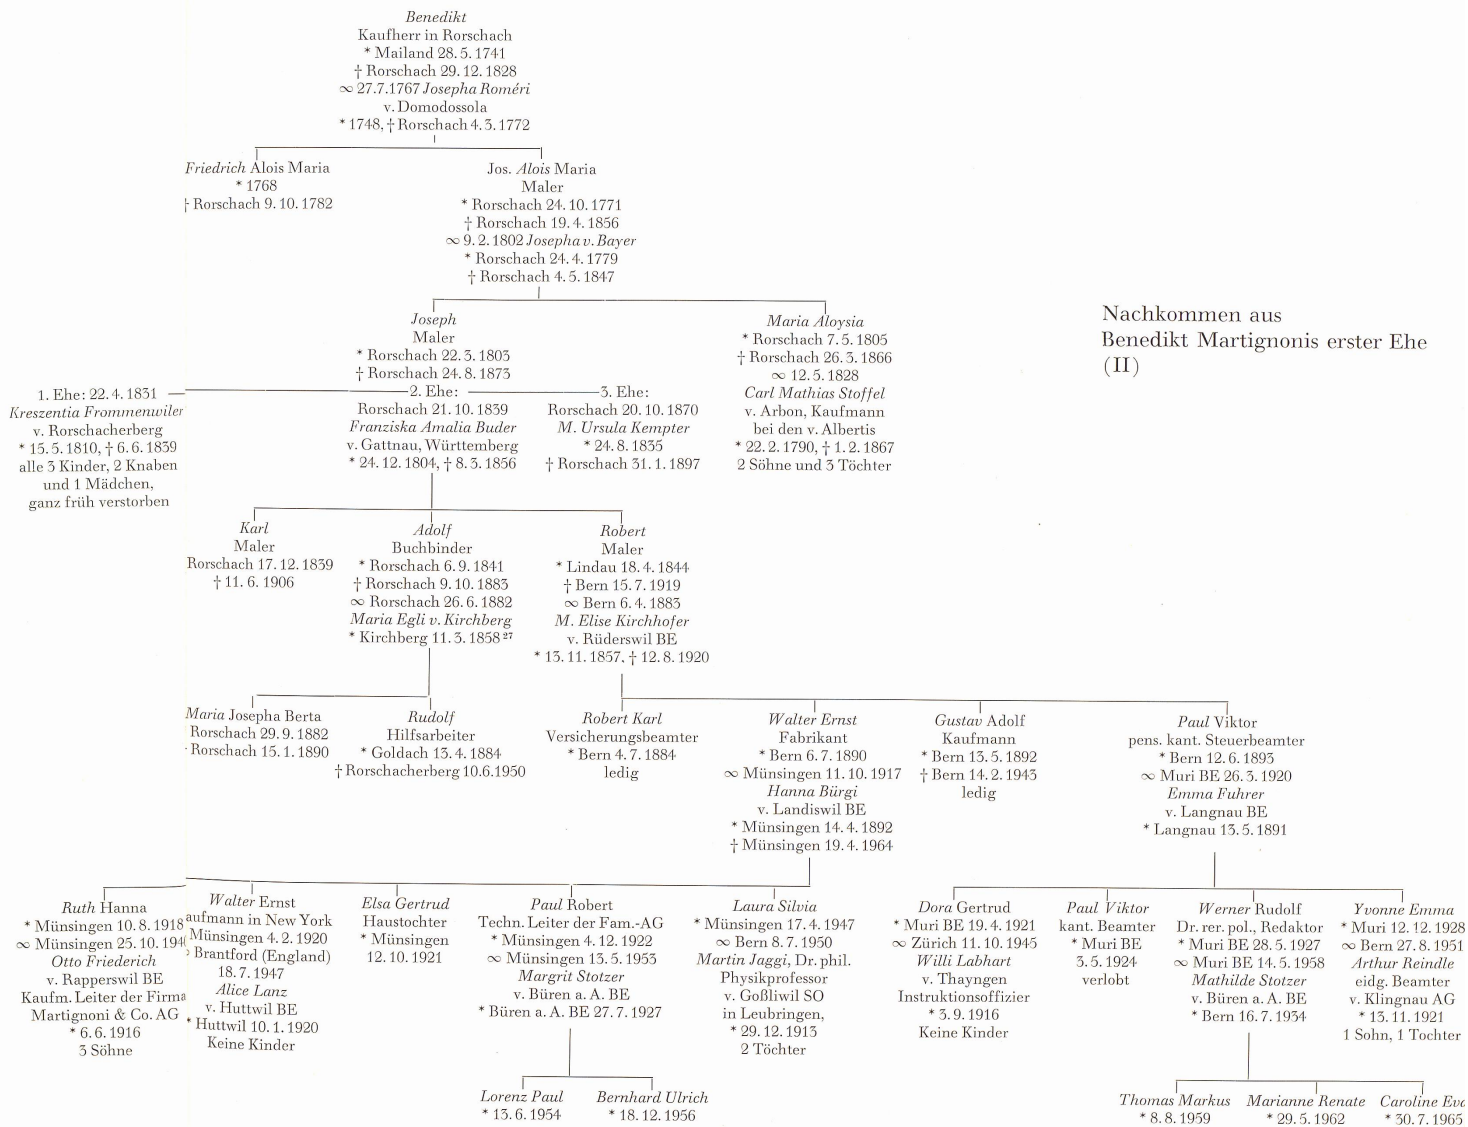 Benedikt
Kaufherr in Rorschach
* Mailand 28. 5. 1741
† Rorschach 29. 12. 1828
∞ 27.7.1767 Josepha Roméri
v. Domodossola
* 1748, † Rorschach 4. 3. 1772
Friedrich Alois Maria
* 1768
† Rorschach 9. 10. 1782
Jos. Alois Maria
Maler
* Rorschach 24. 10. 1771
† Rorschach 19. 4. 1856
∞ 9. 2. 1802 Josepha v. Bayer
* Rorschach 24. 4. 1779
† Rorschach 4. 5. 1847
Nachkommen aus
Benedikt Martignonis erster Ehe
(II)
Joseph
Maler
* Rorschach 22. 3. 1803
† Rorschach 24. 8. 1873
Maria Aloysia
* Rorschach 7. 5. 1805
† Rorschach 26. 3. 1866
∞ 12. 5. 1828
Carl Mathias Stoffel
v. Arbon, Kaufmann
bei den v. Albertis
* 22. 2. 1790, † 1. 2. 1867
2 Söhne und 3 Töchter
1. Ehe: 22. 4. 1831
Kreszentia Frommenwiler
v. Rorschacherberg
* 15. 5. 1810, † 6. 6. 1839
alle 3 Kinder, 2 Knaben
und 1 Mädchen,
ganz früh verstorben
2. Ehe:
Rorschach 21. 10. 1839
Franziska Amalia Buder
v. Gattnau, Württemberg
* 24. 12. 1804, † 8. 3. 1856
3. Ehe:
Rorschach 20. 10. 1870
M. Ursula Kempter
* 24. 8. 1835
† Rorschach 31. 1. 1897
Karl
Maler
Rorschach 17. 12. 1839
† 11. 6. 1906
Adolf
Buchbinder
* Rorschach 6. 9. 1841
† Rorschach 9. 10. 1883
∞ Rorschach 26. 6. 1882
Maria Egli v. Kirchberg
* Kirchberg 11. 3. 1858 27
Robert
Maler
* Lindau 18. 4. 1844
† Bern 15. 7. 1919
∞ Bern 6. 4. 1883
M. Elise Kirchhofer
v. Rüderswil BE
* 13. 11. 1857, † 12. 8. 1920
Maria Josepha Berta
Rorschach 29. 9. 1882
Rorschach 15. 1. 1890
Rudolf
Hilfsarbeiter
* Goldach 13. 4. 1884
† Rorschacherberg 10.6.1950
Robert Karl
Versicherungsbeamter
* Bern 4. 7. 1884
ledig
Walter Ernst
Fabrikant
* Bern 6. 7. 1890
∞ Münsingen 11. 10. 1917
Hanna Bürgi
v. Landiswil BE
* Münsingen 14. 4. 1892
† Münsingen 19. 4. 1964
Gustav Adolf
Kaufmann
* Bern 13. 5. 1892
† Bern 14. 2. 1943
ledig
Paul Viktor
pens. kant. Steuerbeamter
* Bern 12. 6. 1893
∞ Muri BE 26. 3. 1920
Emma Fuhrer
v. Langnau BE
* Langnau 13. 5. 1891
Ruth Hanna
* Münsingen 10. 8. 1918
∞ Münsingen 25. 10.
Otto Friederich
v. Rapperswil BE
Kaufm. Leiter der Firma
Martignoni & Co. AG
* 6. 6. 1916
3 Söhne
Walter Ernst
aufmann in New York
Münsingen 4. 2. 1920
Brantford (England)
18. 7. 1947
Alice Lanz
v. Huttwil BE
* Huttwil 10. 1. 1920
Keine Kinder
Elsa Gertrud
Haustochter
* Münsingen
12. 10. 1921
Paul Robert
Techn. Leiter der Fam.-AG
* Münsingen 4. 12. 1922
∞ Münsingen 13. 5. 1953
Margrit Stotzer
v. Büren a. A. BE
* Büren a. A. BE 27. 7. 1927
Laura Silvia
* Münsingen 17. 4. 1947
∞ Bern 8. 7. 1950
Martin Jaggi, Dr. phil.
Physikprofessor
v. Goßliwil SO
in Leubringen,
* 29. 12. 1913
2 Töchter
Dora Gertrud
* Muri BE 19. 4. 1921
∞ Zürich 11. 10. 1945
Willi Labhart
v. Thayngen
Instruktionsoffizier
* 3. 9. 1916
Keine Kinder
Paul Viktor
kant. Beamter
* Muri BE
3. 5. 1924
verlobt
Werner Rudolf
Dr. rer. pol., Redaktor
* Muri BE 28. 5. 1927
∞ Muri BE 14. 5. 1958
Mathilde Stotzer
v. Büren a. A. BE
* Bern 16. 7. 1934
Yvonne Emma
* Muri 12. 12. 1928
∞ Bern 27. 8. 1951
Arthur Reindle
eidg. Beamter
v. Klingnau AG
* 13. 11. 1921
1 Sohn, 1 Tochter
Lorenz Paul
* 13. 6. 1954
Bernhard Ulrich
* 18. 12. 1956
Thomas Markus
* 8. 8. 1959
Marianne Renate
* 29. 5. 1962
Caroline Eva
* 30. 7. 1965